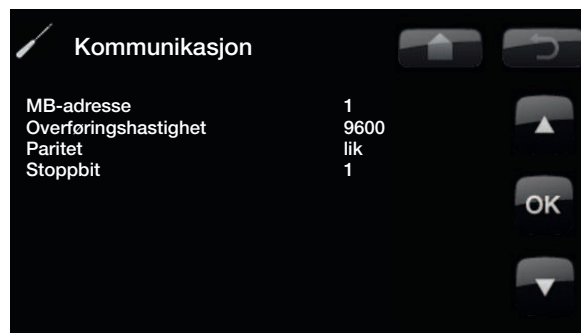 Kommunikasjon
MB-adresse 1
Overføringshastighet 9600
Paritet lik
Stoppbit 1
OK